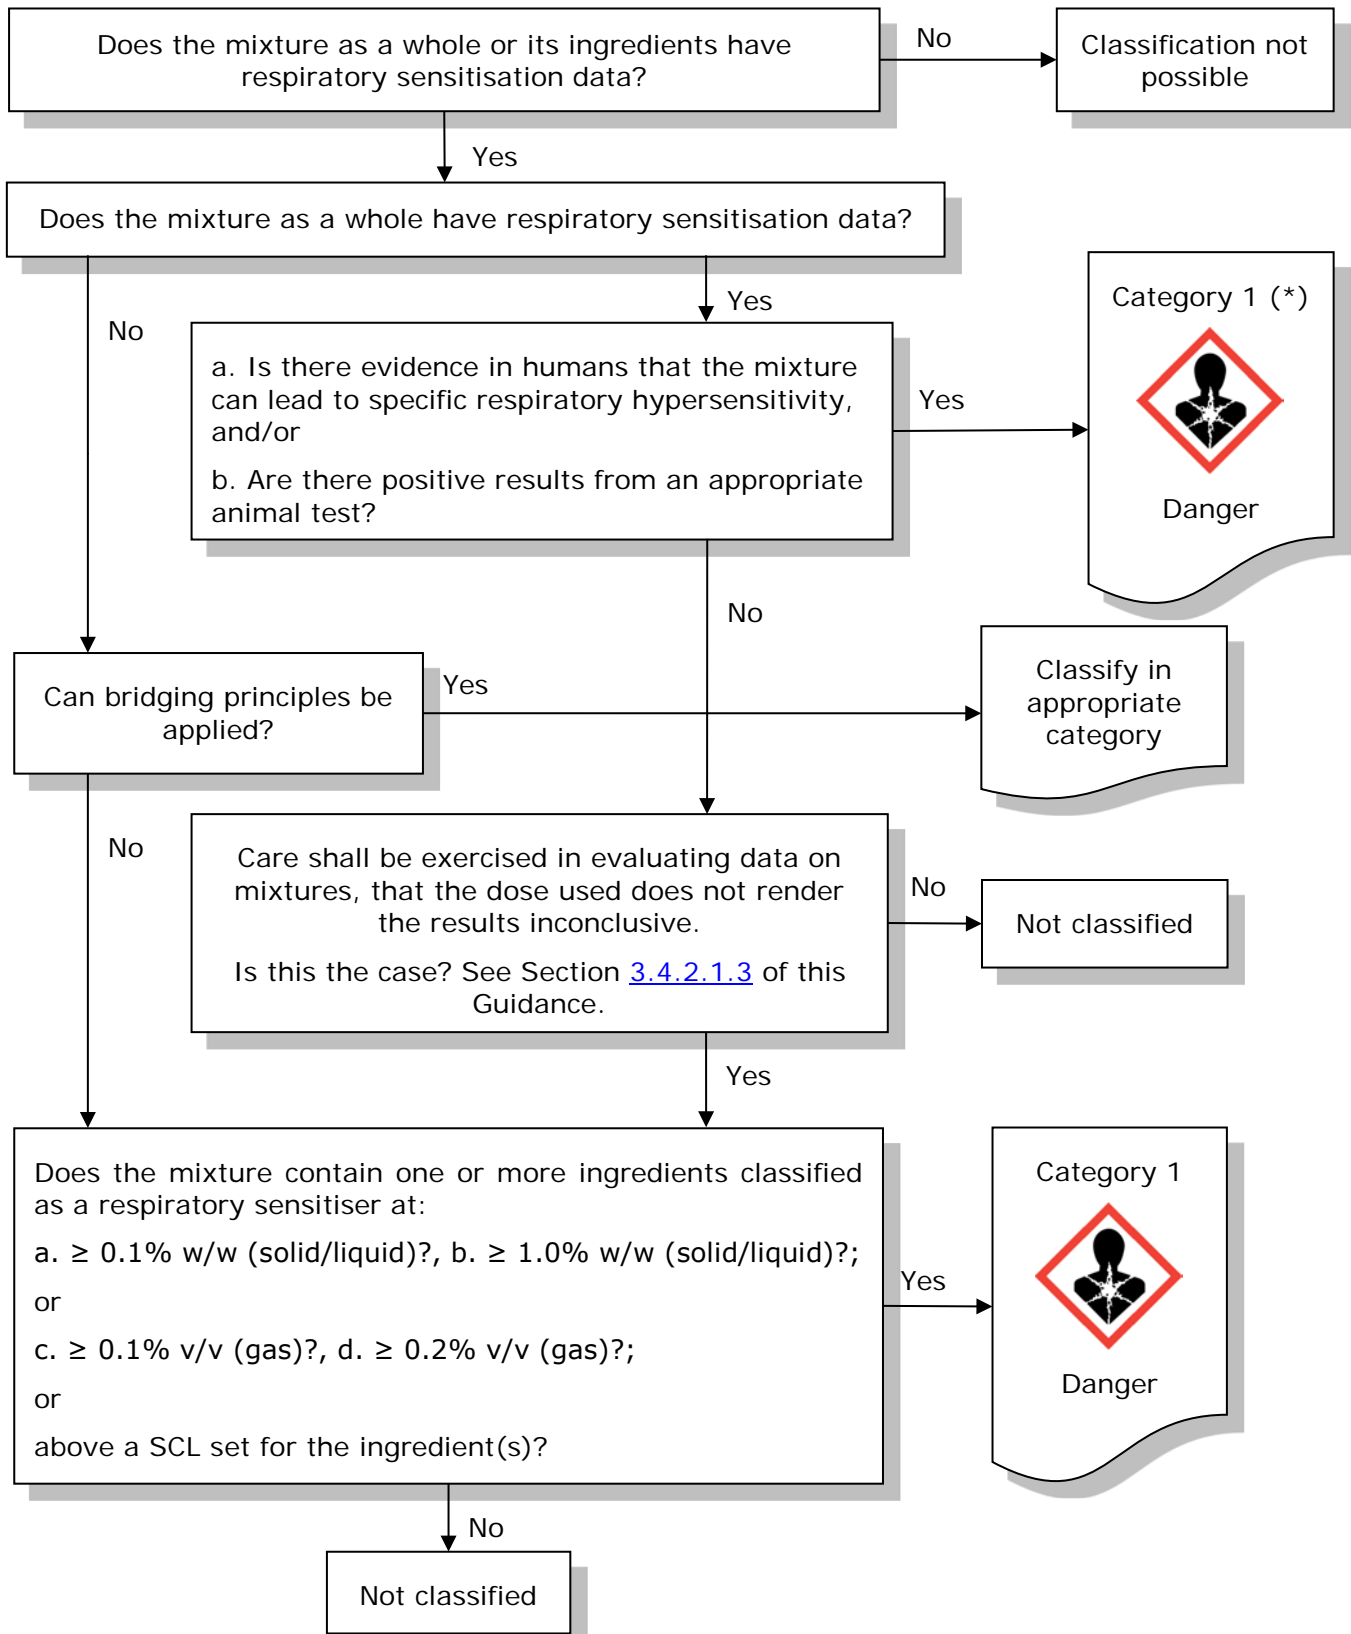 Does the mixture as a whole or its ingredients have
respiratory sensitisation data?
No
Classification not
possible
Yes
Does the mixture as a whole have respiratory sensitisation data?
No
Yes
a. Is there evidence in humans that the mixture
can lead to specific respiratory hypersensitivity,
and/or
b. Are there positive results from an appropriate
animal test?
Yes
Category 1 (*)
Danger
No
Can bridging principles be
applied?
Yes
Classify in
appropriate
category
No
Care shall be exercised in evaluating data on
mixtures, that the dose used does not render
the results inconclusive.
Is this the case? See Section 3.4.2.1.3 of this
Guidance.
No
Not classified
Yes
Does the mixture contain one or more ingredients classified
as a respiratory sensitiser at:
a. ≥ 0.1% w/w (solid/liquid)?, b. ≥ 1.0% w/w (solid/liquid)?;
or
c. ≥ 0.1% v/v (gas)?, d. ≥ 0.2% v/v (gas)?;
or
above a SCL set for the ingredient(s)?
Yes
Category 1
Danger
No
Not classified